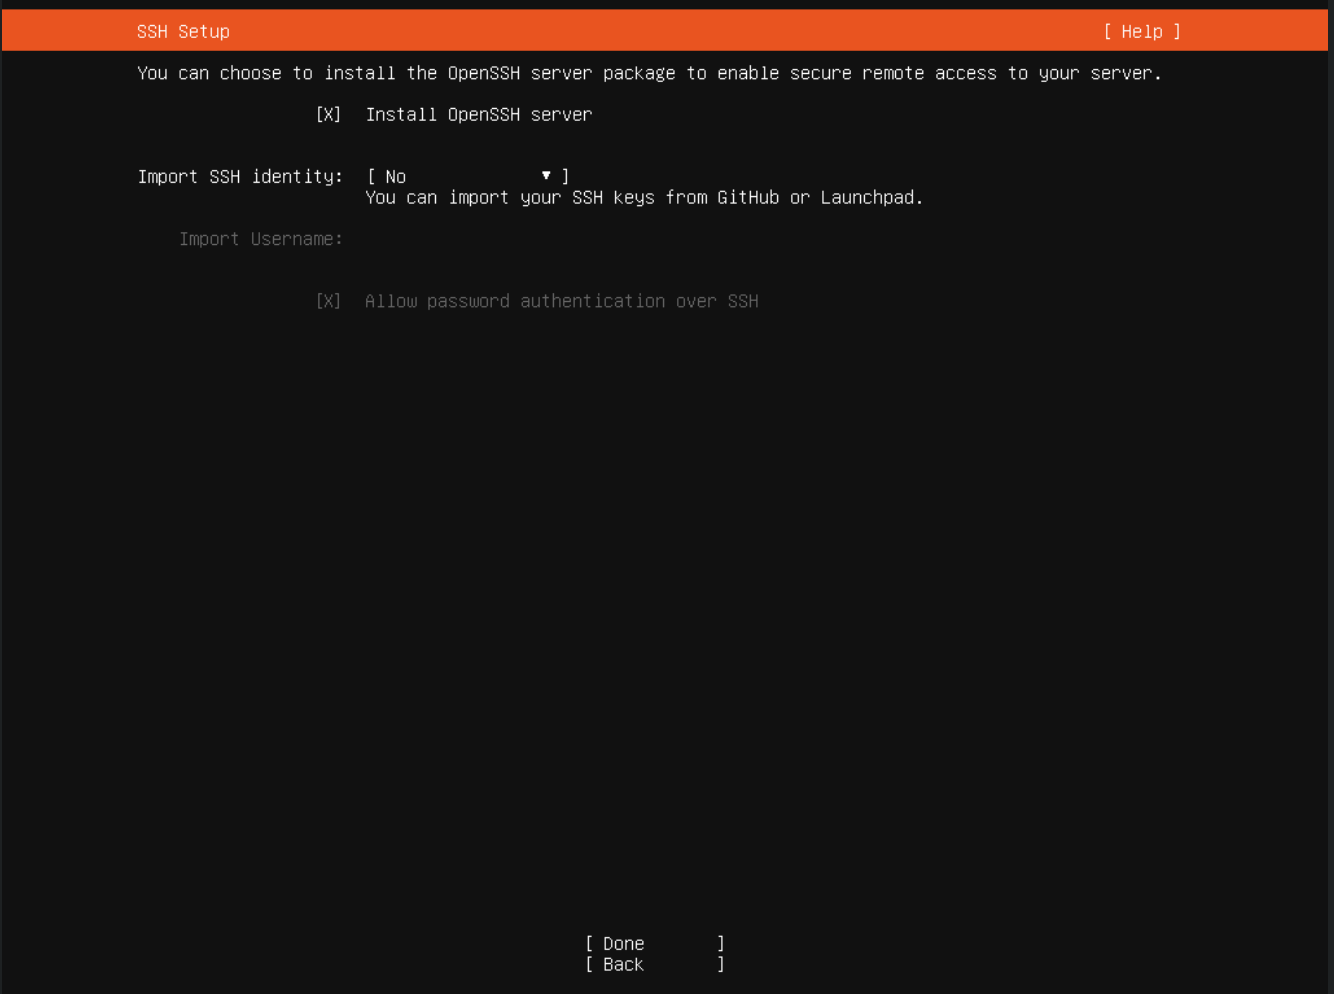 SSH Setup [ Help ]
You can choose to install the OpenSSH server package to enable secure remote access to your server.
[X] Install OpenSSH server
Import SSH identity: [ No ▾ ]
You can import your SSH keys from GitHub or Launchpad.
Import Username:
[X] Allow password authentication over SSH
[ Done ]
[ Back ]